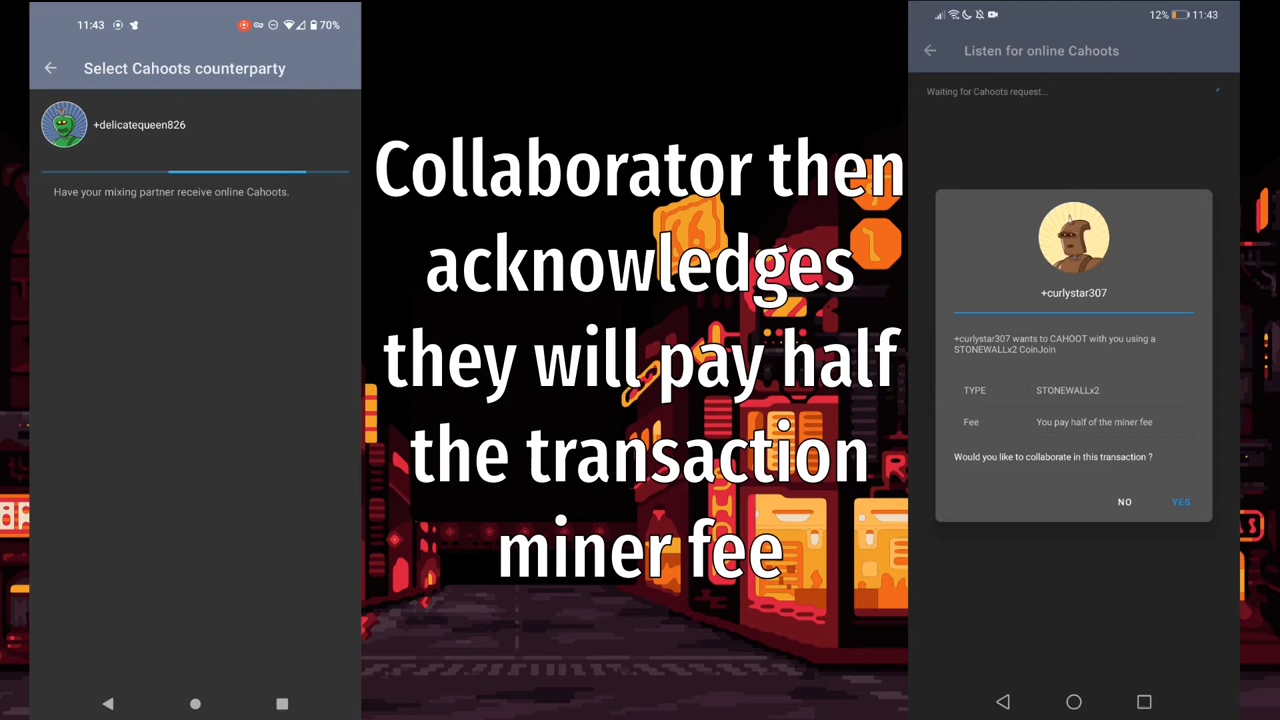 11:43
70%
Select Cahoots counterparty
+delicatequeen826
Have your mixing partner receive online Cahoots.
Collaborator then
acknowledges
they will pay half
the transaction
miner fee
12% 11:43
Listen for online Cahoots
Waiting for Cahoots request...
+curlystar307
+curlystar307 wants to CAHOOT with you using a
STONEWALLx2 CoinJoin
TYPE STONEWALLx2
Fee You pay half of the miner fee
Would you like to collaborate in this transaction ?
NO YES